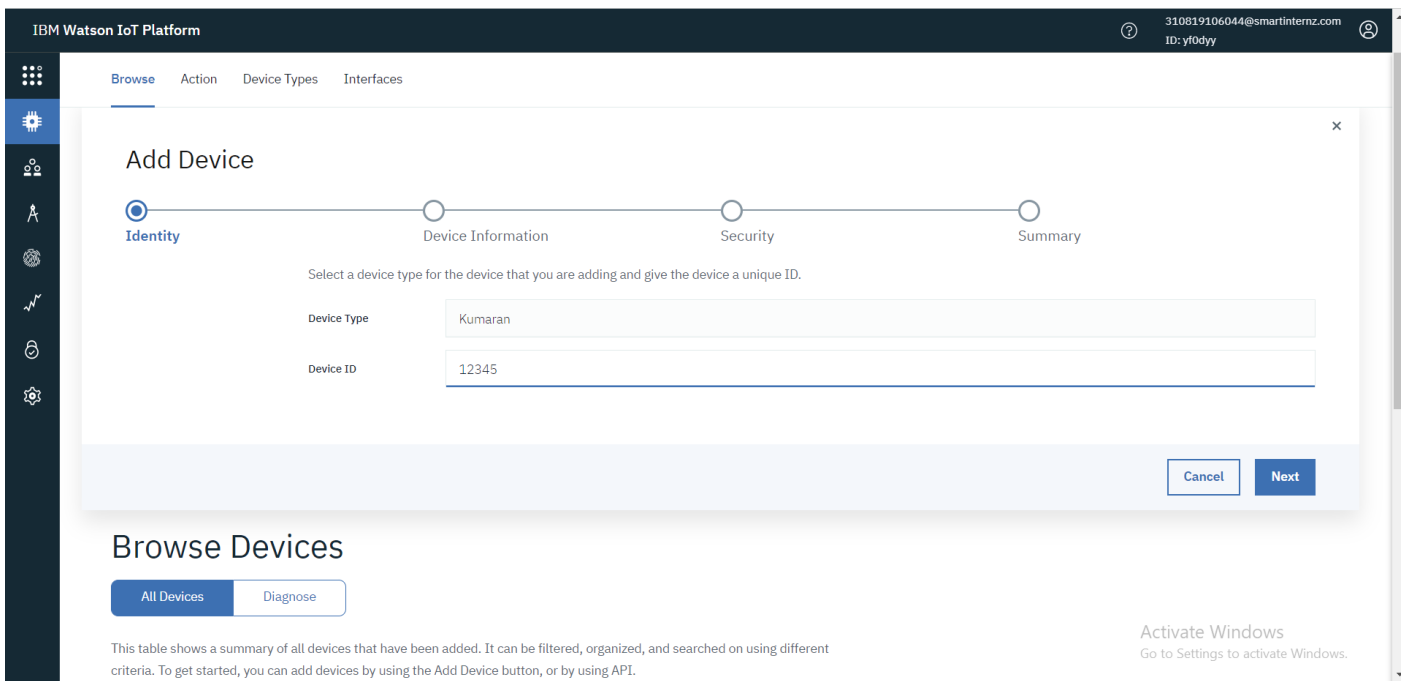 IBM Watson IoT Platform
310819106044@smartinternz.com
ID: yf0dyy
Browse Action Device Types Interfaces
Add Device
Identity Device Information Security Summary
Select a device type for the device that you are adding and give the device a unique ID.
Device Type Kumaran
Device ID 12345
Cancel Next
Browse Devices
All Devices Diagnose
This table shows a summary of all devices that have been added. It can be filtered, organized, and searched on using different
criteria. To get started, you can add devices by using the Add Device button, or by using API.
Activate Windows
Go to Settings to activate Windows.